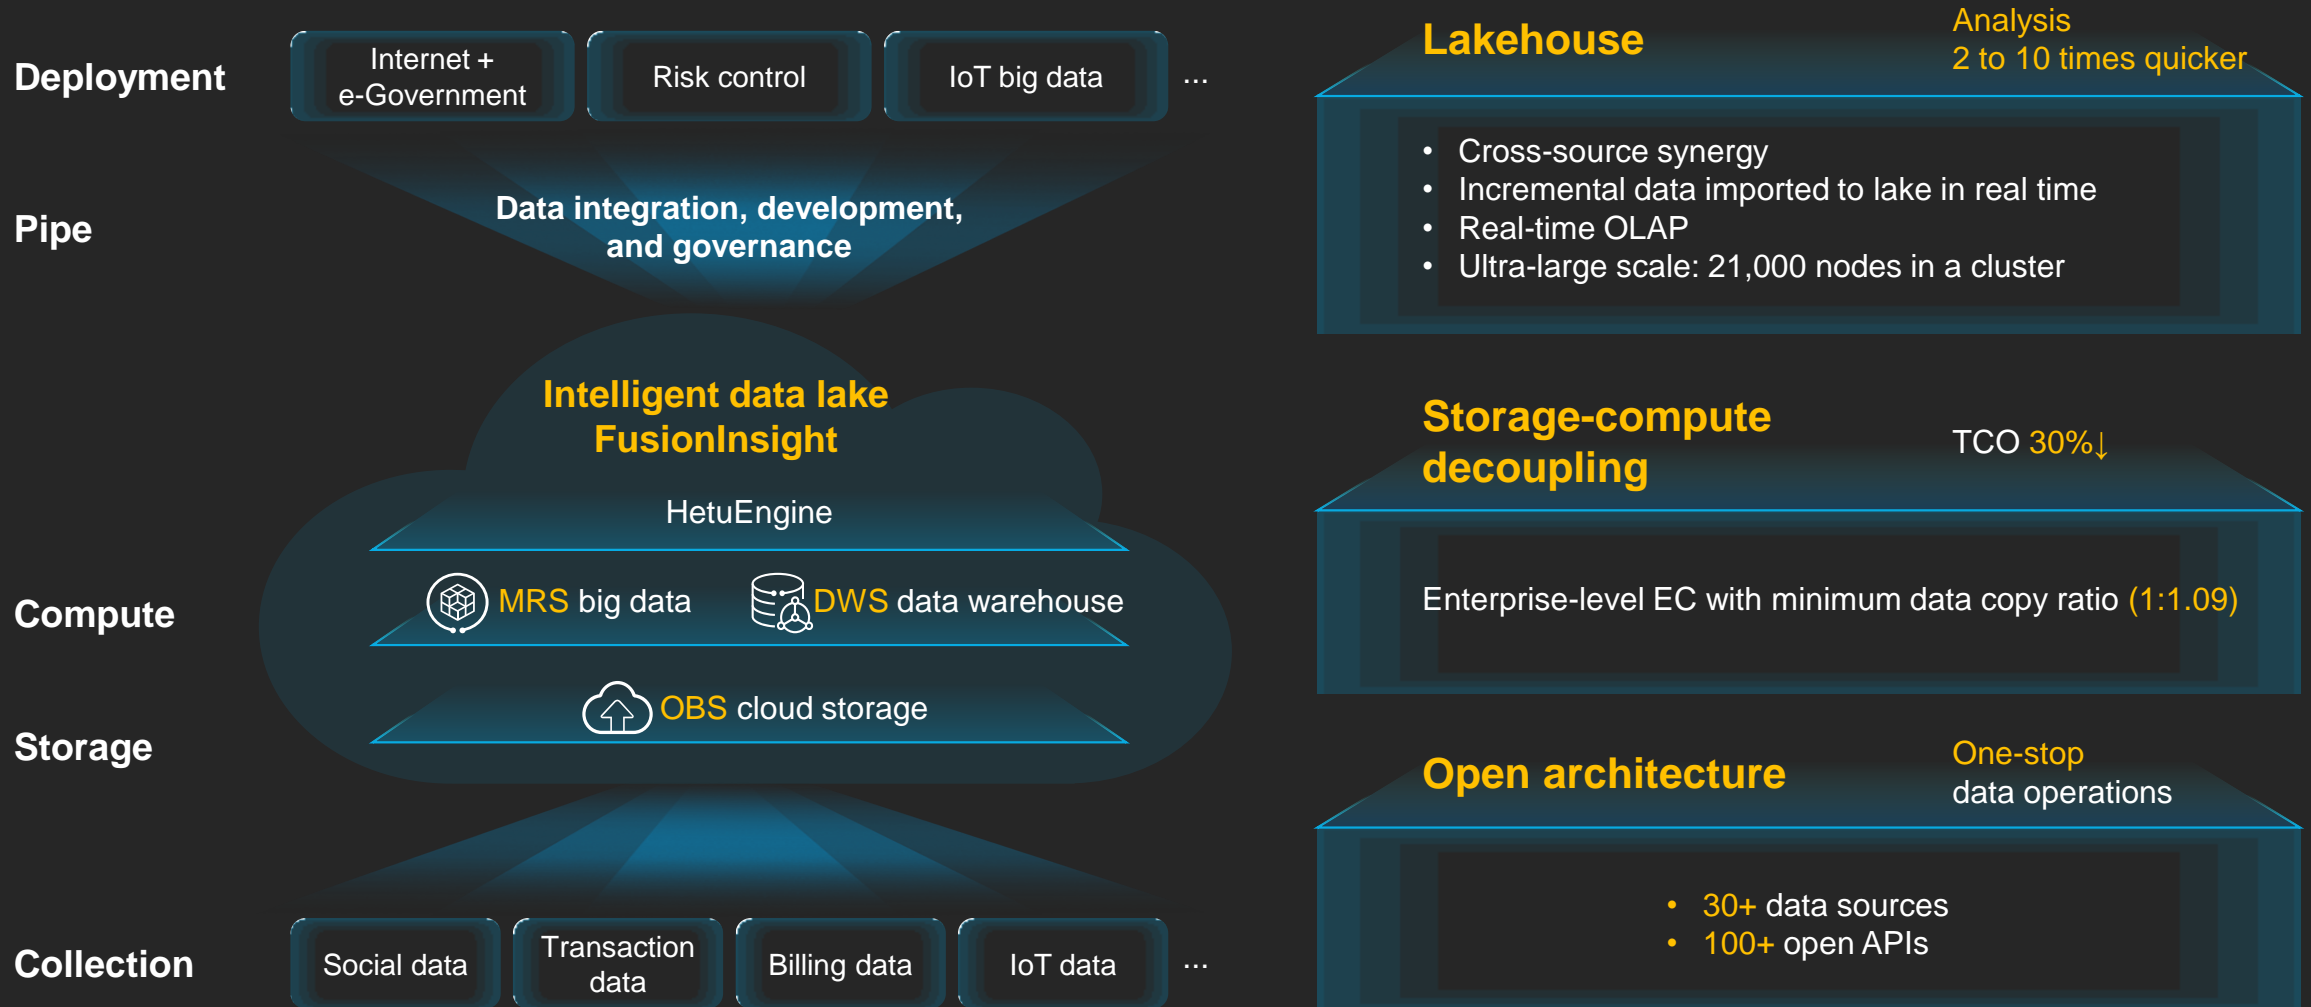 Deployment
Internet +
e-Government
Risk control
IoT big data
...
Pipe
Data integration, development,
and governance
Intelligent data lake
FusionInsight
HetuEngine
Compute
MRS big data
DWS data warehouse
Storage
OBS cloud storage
Collection
Social data
Transaction
data
Billing data
IoT data
...
Lakehouse
Analysis
2 to 10 times quicker
• Cross-source synergy
• Incremental data imported to lake in real time
• Real-time OLAP
• Ultra-large scale: 21,000 nodes in a cluster
Storage-compute
decoupling
TCO 30%↓
Enterprise-level EC with minimum data copy ratio (1:1.09)
Open architecture
One-stop
data operations
• 30+ data sources
• 100+ open APIs